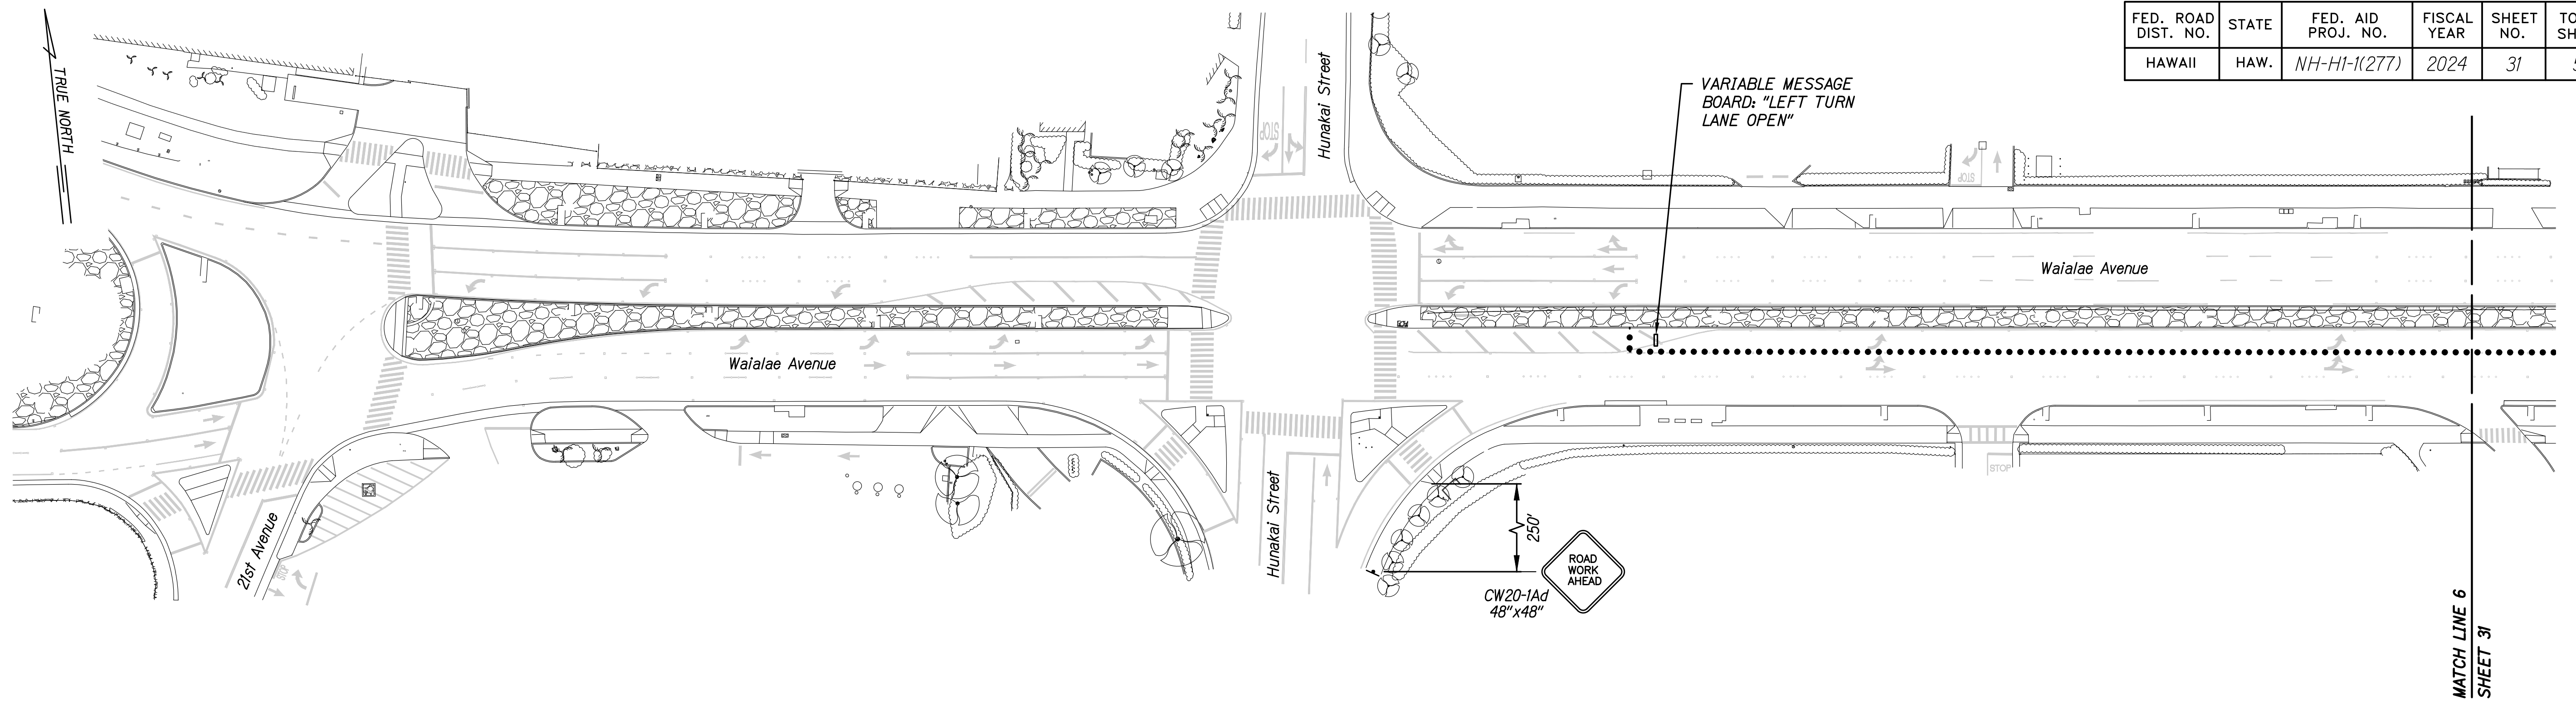 FED. ROAD DIST. NO.
STATE
FED. AID PROJ. NO.
FISCAL YEAR
SHEET NO.
HAWAII
HAW.
NH-H1-1(277)
2024
31
TRUE NORTH
Hunakai Street
VARIABLE MESSAGE
BOARD: "LEFT TURN
LANE OPEN"
STOP
STOP
Waialae Avenue
Waialae Avenue
STOP
21st Avenue
STOP
Hunakai Street
250'
ROAD
WORK
AHEAD
CW20-1Ad
48"x48"
MATCH LINE 6
SHEET 31